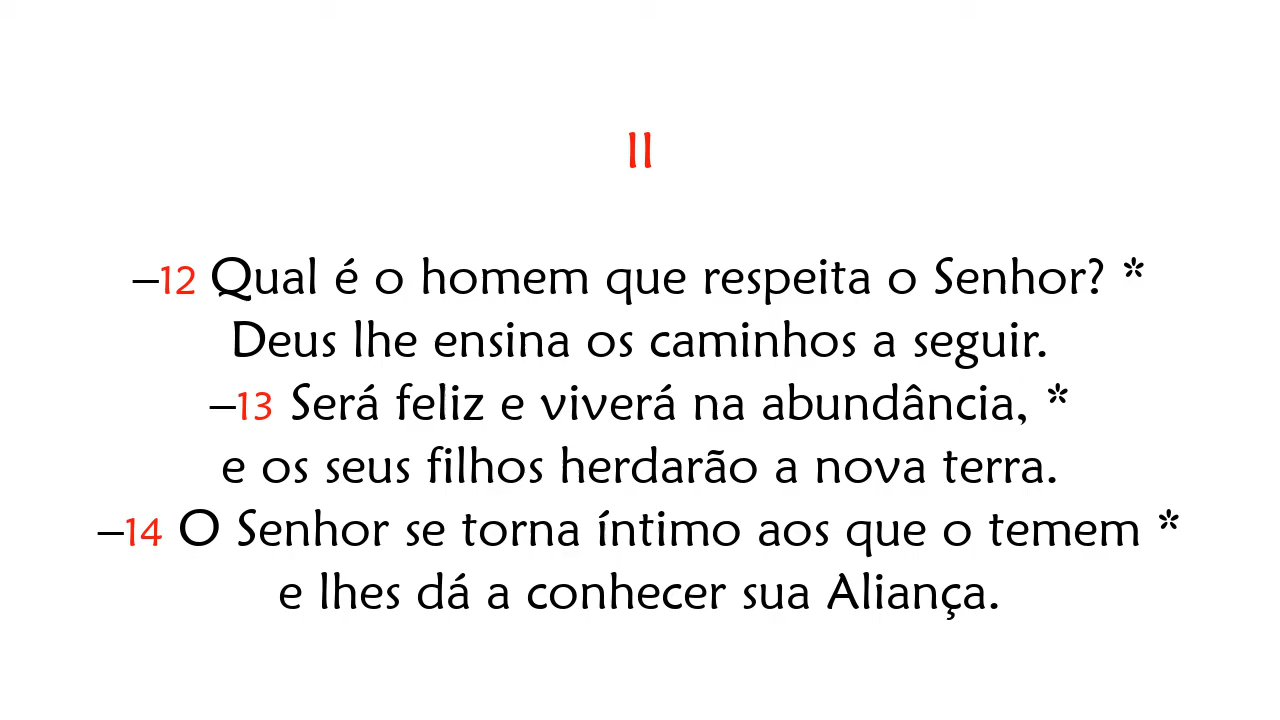 II
–12 Qual é o homem que respeita o Senhor? *
Deus lhe ensina os caminhos a seguir.
–13 Será feliz e viverá na abundância, *
e os seus filhos herdarão a nova terra.
–14 O Senhor se torna íntimo aos que o temem *
e lhes dá a conhecer sua Aliança.